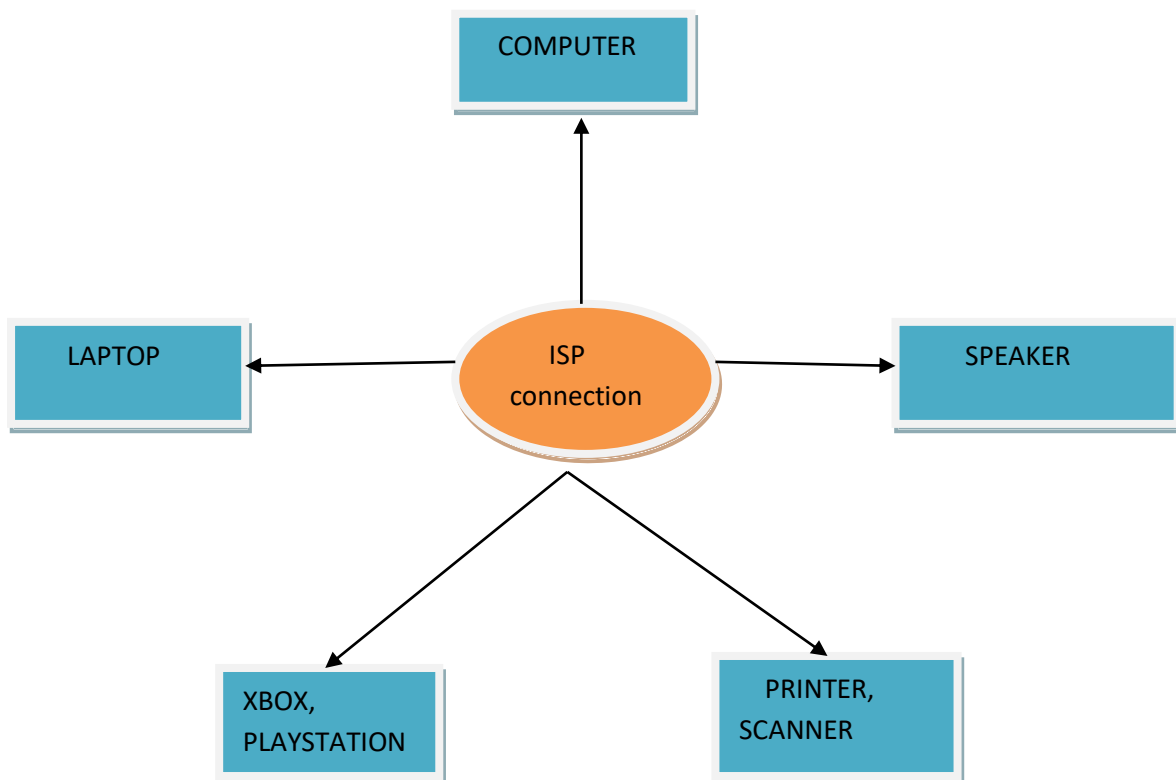 COMPUTER
LAPTOP
ISP
connection
SPEAKER
XBOX,
PLAYSTATION
PRINTER,
SCANNER